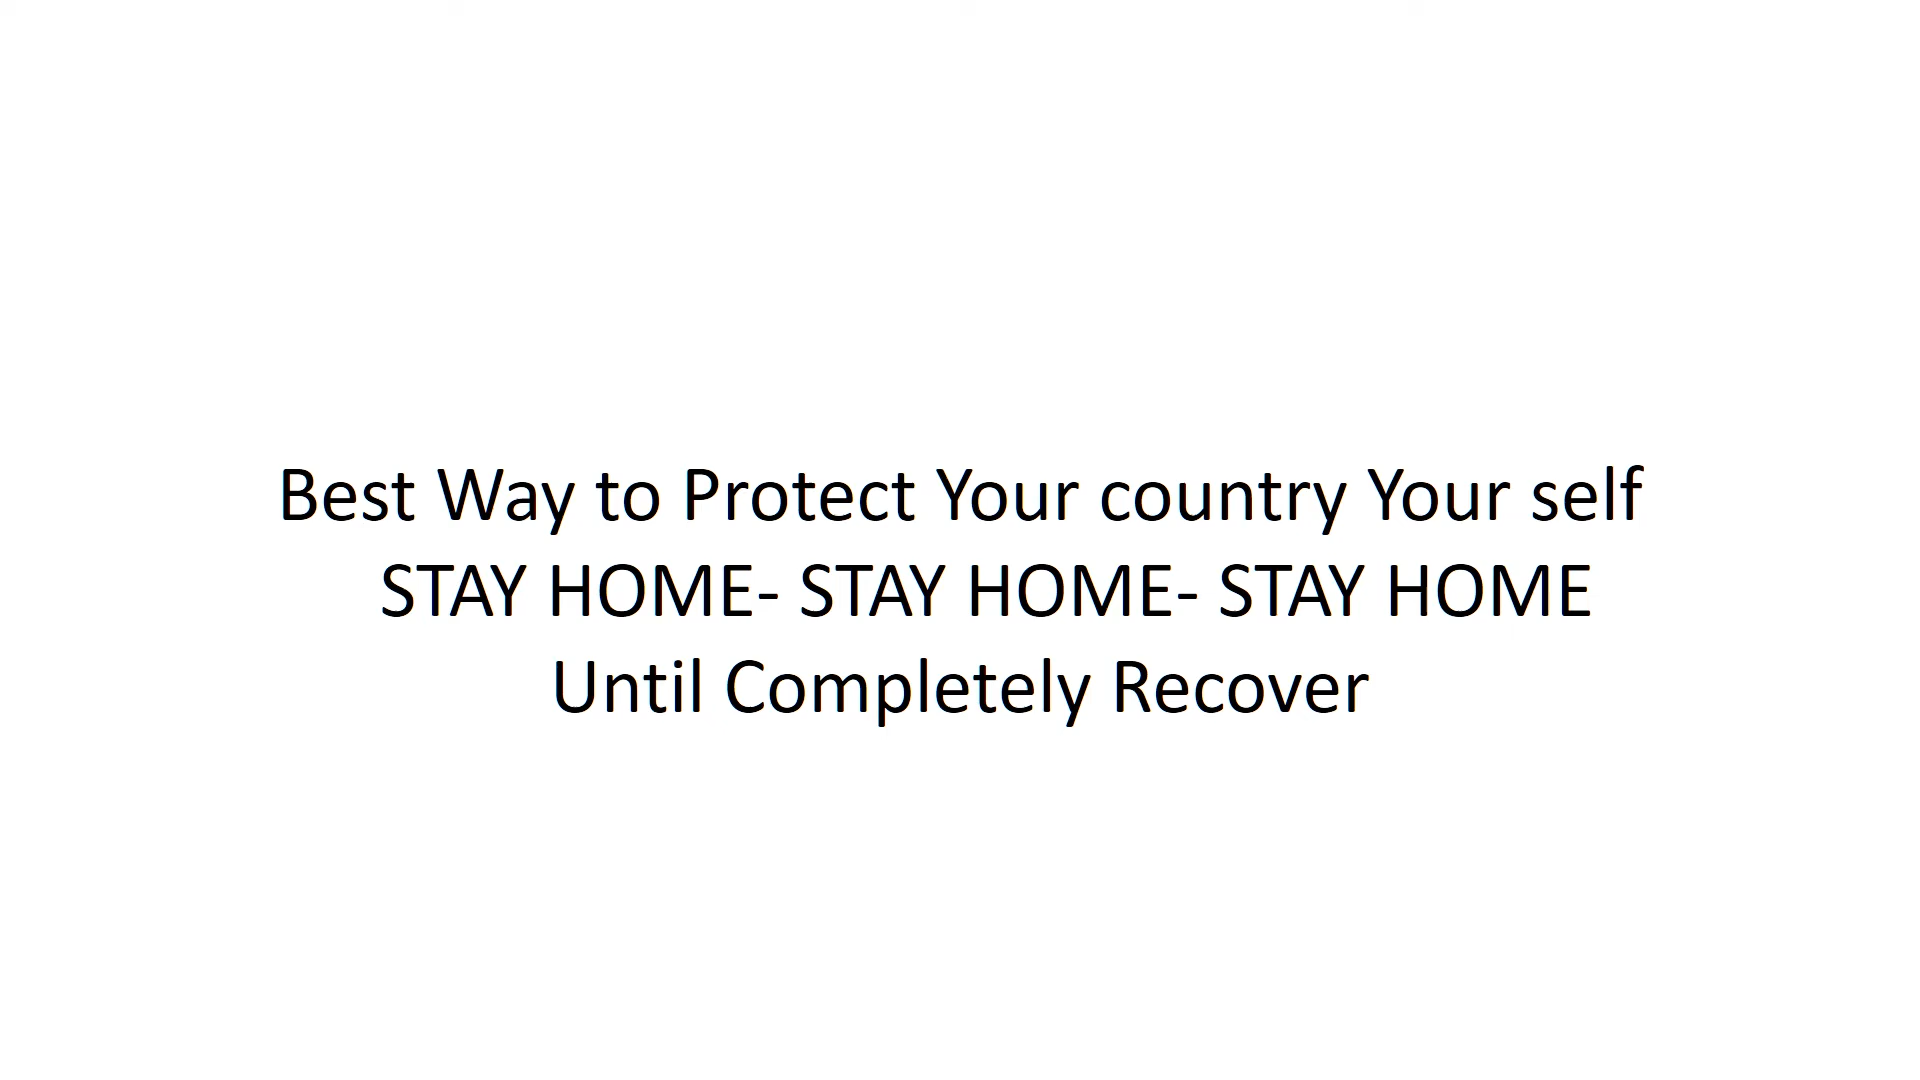 Best Way to Protect Your country Your self
STAY HOME- STAY HOME- STAY HOME
Until Completely Recover